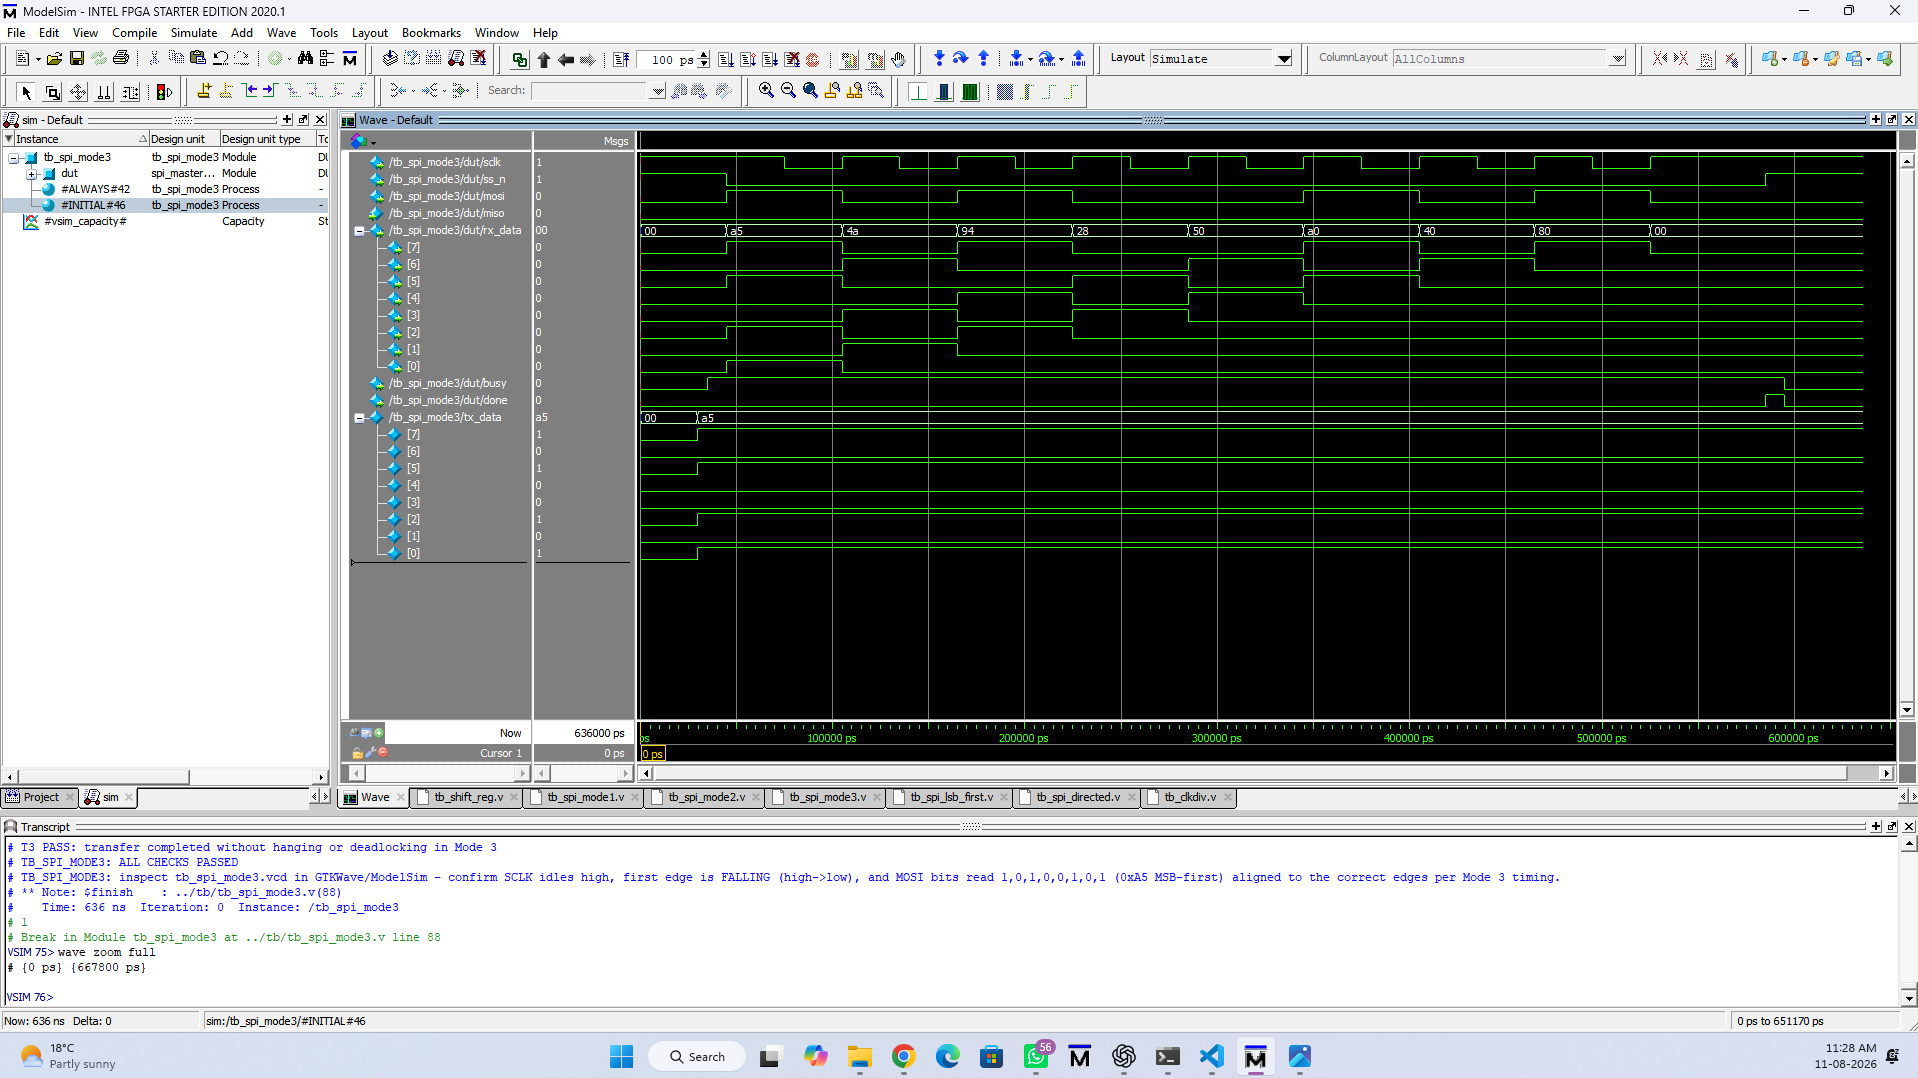 ModelSim - INTEL FPGA STARTER EDITION 2020.1
File Edit View Compile Simulate Add Wave Tools Layout Bookmarks Window Help
100 ps
Layout Simulate
ColumnLayout AllColumns
Search:
sim - Default
Instance Design unit Design unit type
tb_spi_mode3 tb_spi_mode3 Module
dut spi_master... Module
#ALWAYS#42 tb_spi_mode3 Process -
#INITIAL#46 tb_spi_mode3 Process -
#vsim_capacity# Capacity
Wave - Default
Msgs
/tb_spi_mode3/dut/sclk 1
/tb_spi_mode3/dut/ss_n 1
/tb_spi_mode3/dut/mosi 0
/tb_spi_mode3/dut/miso 0
/tb_spi_mode3/dut/rx_data 00 00 a5 4a 94 28 50 a0 40 80 00
[7] 0
[6] 0
[5] 0
[4] 0
[3] 0
[2] 0
[1] 0
[0] 0
/tb_spi_mode3/dut/busy 0
/tb_spi_mode3/dut/done 0
/tb_spi_mode3/tx_data a5 00 a5
[7] 1
[6] 0
[5] 1
[4] 0
[3] 0
[2] 1
[1] 0
[0] 1
Now 636000 ps
ps 100000 ps 200000 ps 300000 ps 400000 ps 500000 ps 600000 ps
Cursor 1 0 ps 0 ps
Project sim
Wave tb_shift_reg.v tb_spi_mode1.v tb_spi_mode2.v tb_spi_mode3.v tb_spi_lsb_first.v tb_spi_directed.v tb_clkdiv.v
Transcript
# T3 PASS: transfer completed without hanging or deadlocking in Mode 3
# TB_SPI_MODE3: ALL CHECKS PASSED
# TB_SPI_MODE3: inspect tb_spi_mode3.vcd in GTKWave/ModelSim - confirm SCLK idles high, first edge is FALLING (high->low), and MOSI bits read 1,0,1,0,0,1,0,1 (0xA5 MSB-first) aligned to the correct edges per Mode 3 timing.
# ** Note: $finish : ../tb/tb_spi_mode3.v(88)
# Time: 636 ns Iteration: 0 Instance: /tb_spi_mode3
# 1
# Break in Module tb_spi_mode3 at ../tb/tb_spi_mode3.v line 88
VSIM 75> wave zoom full
# {0 ps} {667800 ps}
VSIM 76>
Now: 636 ns Delta: 0
sim:/tb_spi_mode3/#INITIAL#46
0 ps to 651170 ps
18°C
Partly sunny
Search
56
11:28 AM
11-08-2026